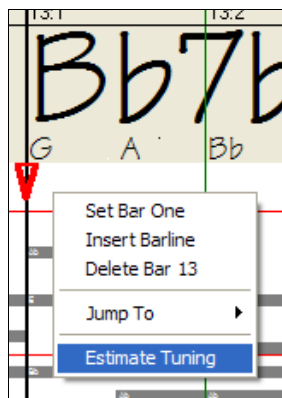 13:1 13:2
Bb7b
G A Bb
Set Bar One
Insert Barline
Delete Bar 13
Jump To
Estimate Tuning